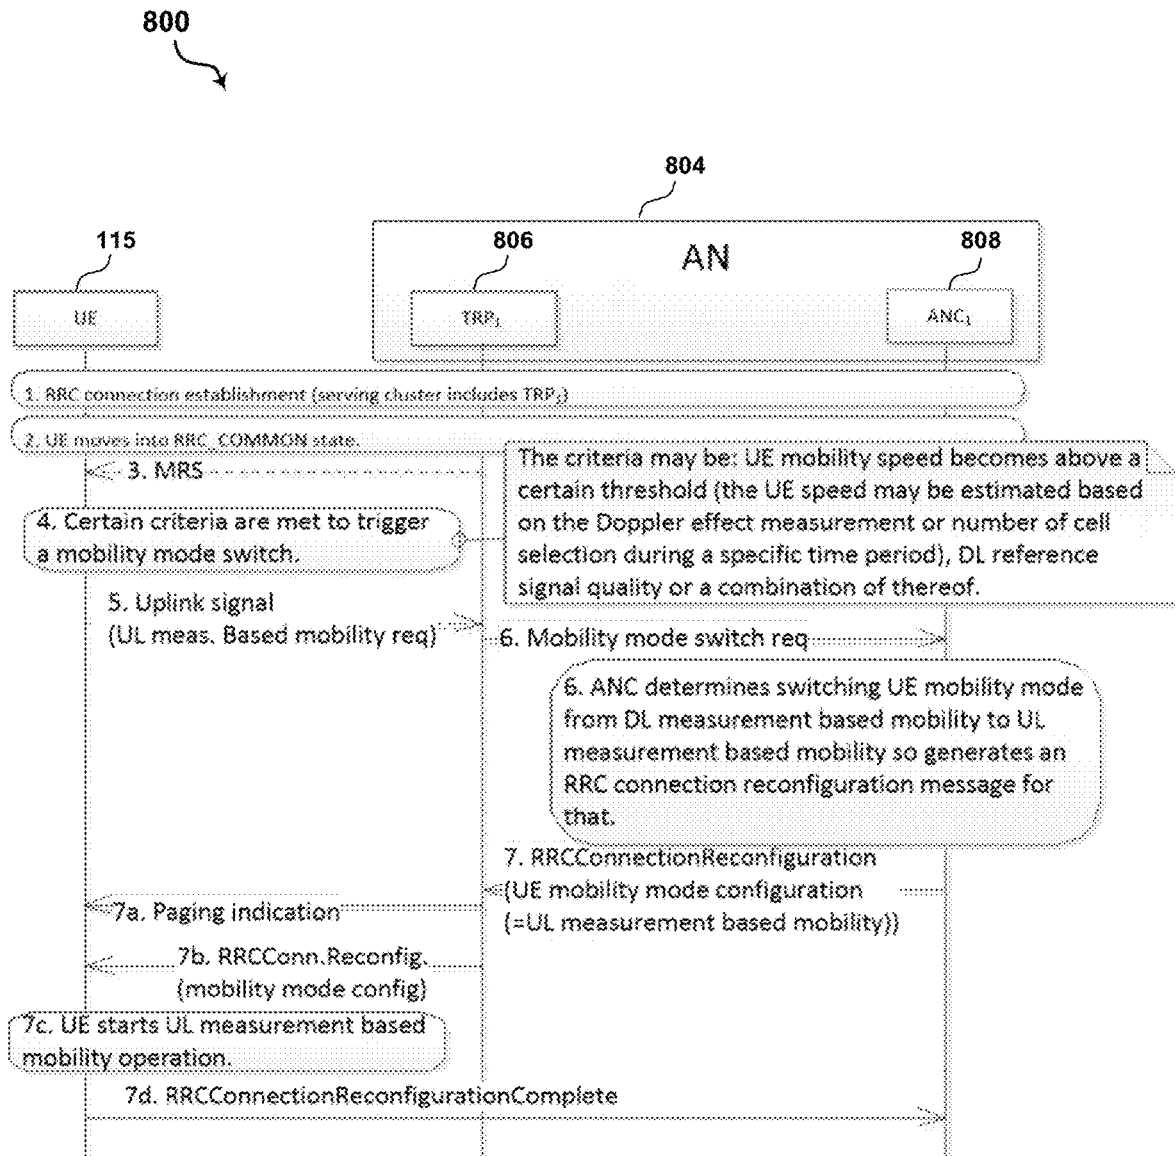 800
804
115
806
808
AN
UE
TRP₁
ANC₁
1. RRC connection establishment (serving cluster includes TRP₁)
2. UE moves into RRC_COMMON state.
3. MRS
The criteria may be: UE mobility speed becomes above a
certain threshold (the UE speed may be estimated based
on the Doppler effect measurement or number of cell
selection during a specific time period), DL reference
signal quality or a combination of thereof.
4. Certain criteria are met to trigger
a mobility mode switch.
5. Uplink signal
(UL meas. Based mobility req)
6. Mobility mode switch req
6. ANC determines switching UE mobility mode
from DL measurement based mobility to UL
measurement based mobility so generates an
RRC connection reconfiguration message for
that.
7. RRCConnectionReconfiguration
(UE mobility mode configuration
(=UL measurement based mobility))
7a. Paging indication
7b. RRCConn.Reconfig.
(mobility mode config)
7c. UE starts UL measurement based
mobility operation.
7d. RRCConnectionReconfigurationComplete